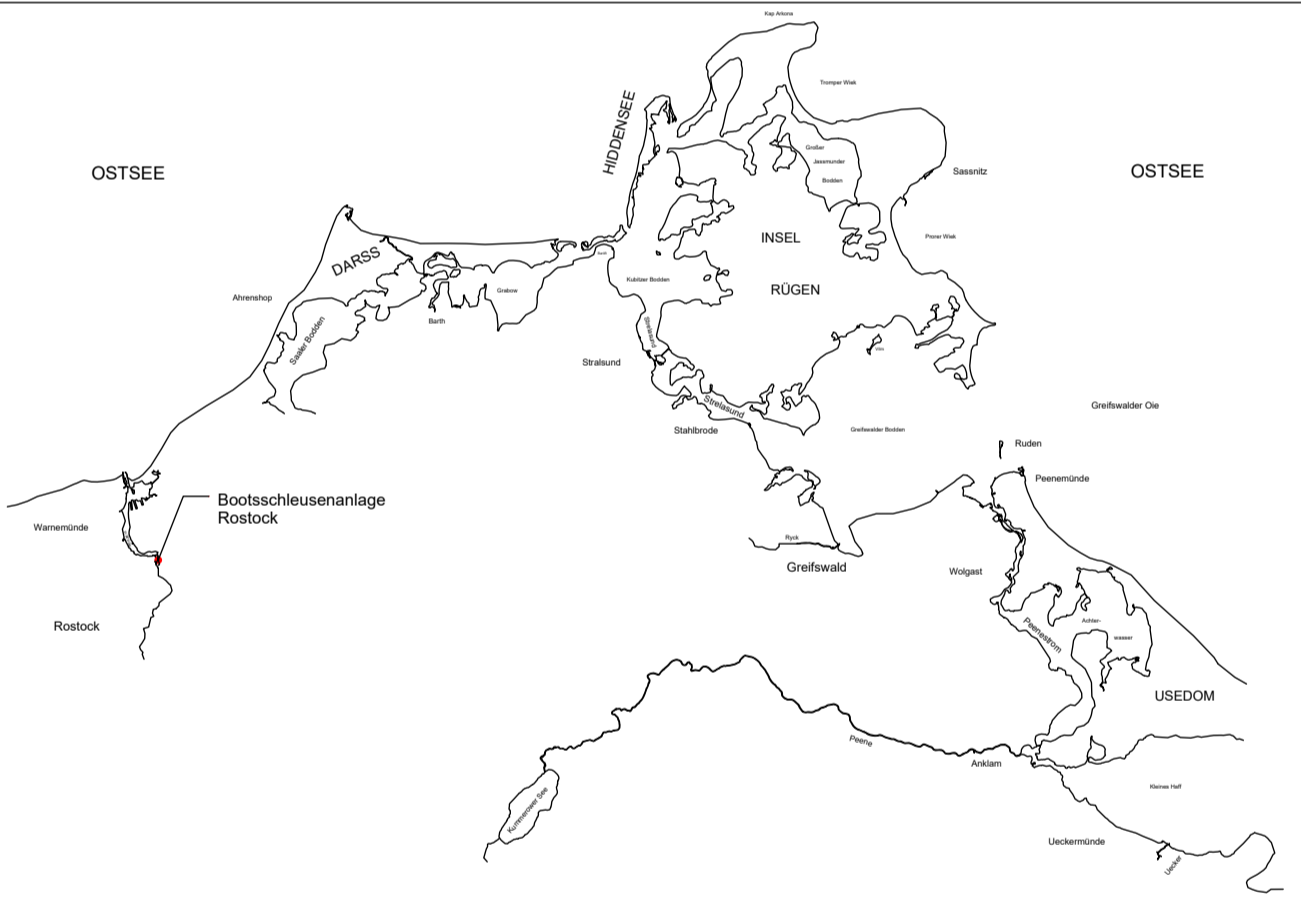 Kap Arkona
Tromper Wiek
HIDDENSEE
OSTSEE
OSTSEE
Großer
Jassmunder
Bodden
Sassnitz
INSEL
RÜGEN
Prorer Wiek
DARSS
Kubitzer Bodden
Grabow
Ahrenshop
Barth
Saaler Bodden
Strelasund
Vilm
Stralsund
Strelasund
Stahlbrode
Greifswalder Oie
Greifswalder Bodden
Ruden
Peenemünde
Bootsschleusenanlage
Rostock
Warnemünde
Ryck
Greifswald
Wolgast
Rostock
Peenestrom
Achter-
wasser
USEDOM
Peene
Anklam
Kleines Haff
Kummerower See
Ueckermünde
Uecker